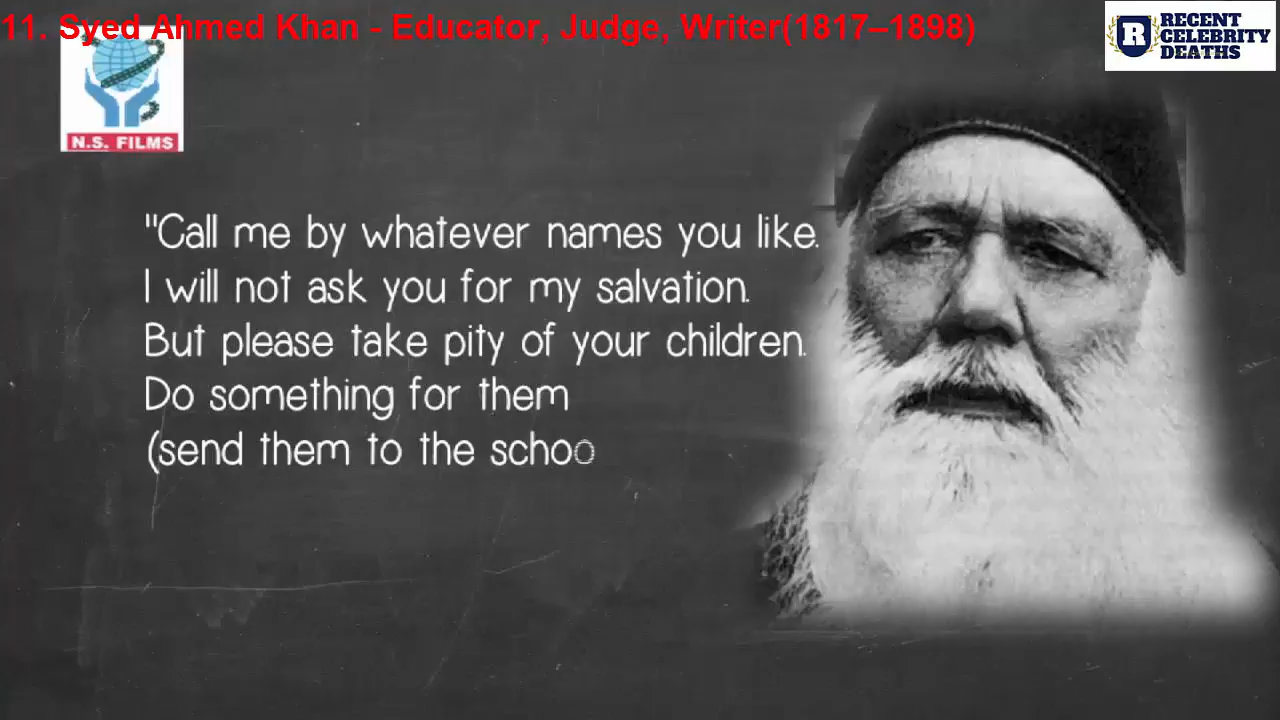 11. Syed Ahmed Khan - Educator, Judge, Writer(1817–1898)
R RECENT
CELEBRITY
DEATHS
N.S. FILMS
"Call me by whatever names you like.
I will not ask you for my salvation.
But please take pity of your children.
Do something for them
(send them to the schoo